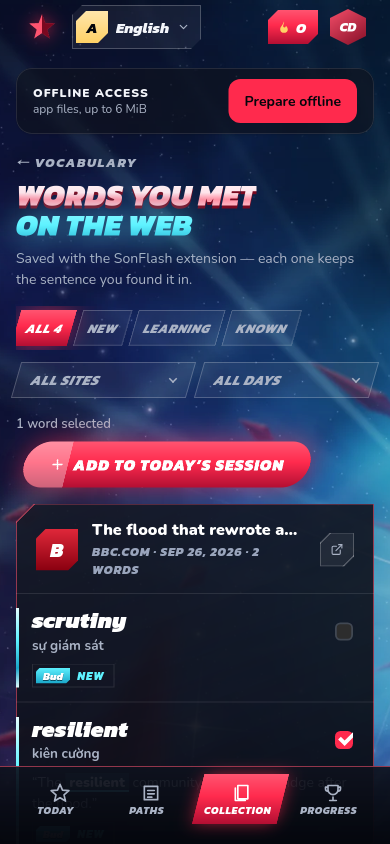 A English
0
CD
OFFLINE ACCESS
app files, up to 6 MiB
Prepare offline
← VOCABULARY
WORDS YOU MET
ON THE WEB
Saved with the SonFlash extension — each one keeps
the sentence you found it in.
ALL 4
NEW
LEARNING
KNOWN
ALL SITES
ALL DAYS
1 word selected
+ ADD TO TODAY'S SESSION
B
The flood that rewrote a...
BBC.COM · SEP 26, 2026 · 2
WORDS
scrutiny
sự giám sát
Bud NEW
resilient
kiên cường
"The resilient
after
TODAY
PATHS
COLLECTION
PROGRESS